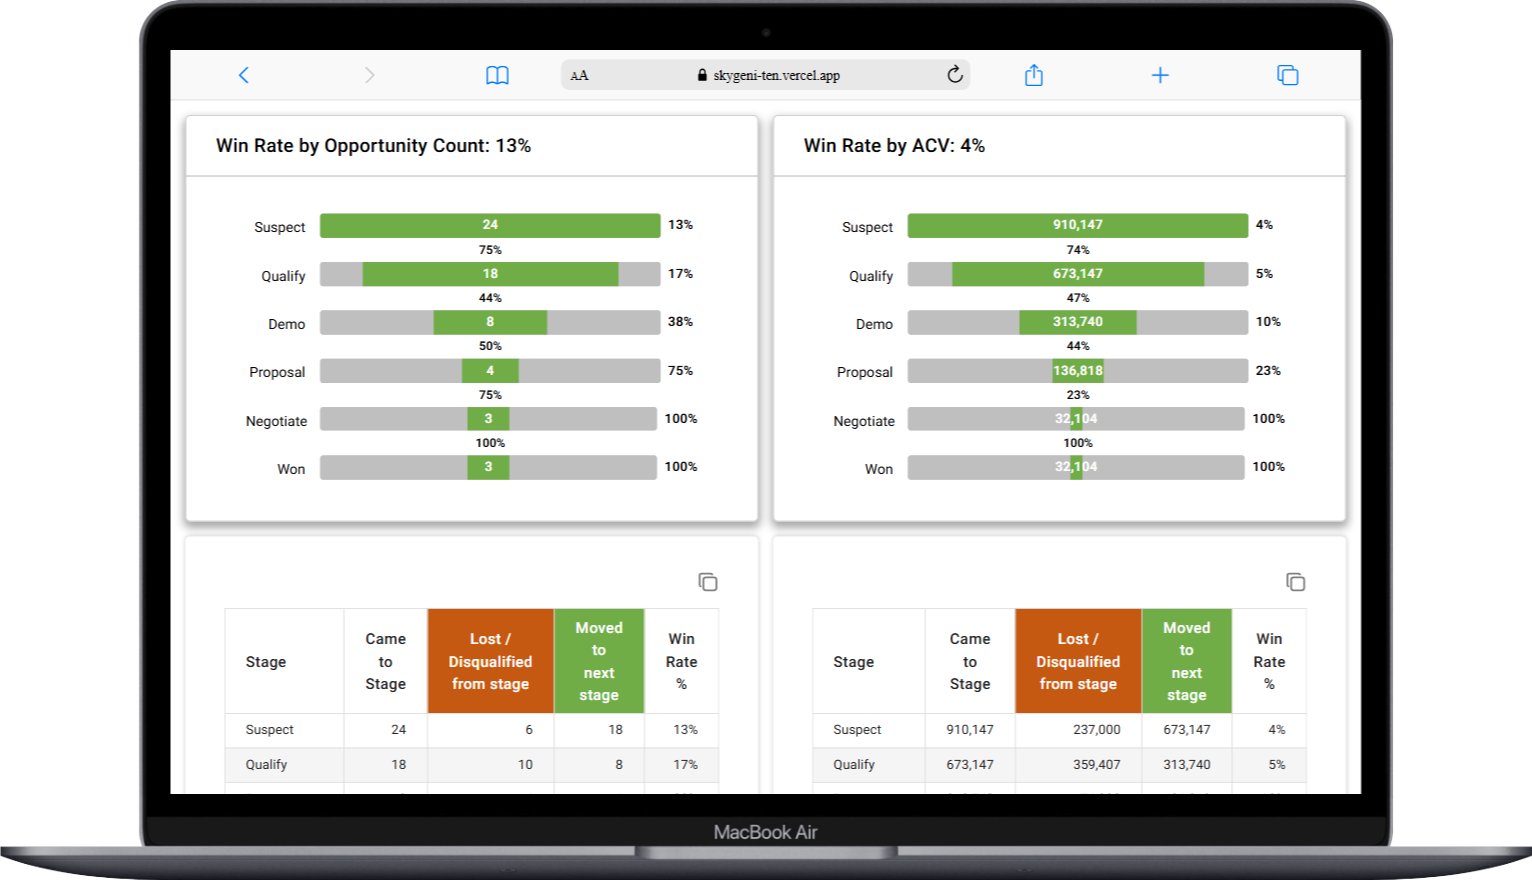 AA
skygeni-ten.vercel.app
Win Rate by Opportunity Count: 13%
Suspect 24 13%
75%
Qualify 18 17%
44%
Demo 8 38%
50%
Proposal 4 75%
75%
Negotiate 3 100%
100%
Won 3 100%
Win Rate by ACV: 4%
Suspect 910,147 4%
74%
Qualify 673,147 5%
47%
Demo 313,740 10%
44%
Proposal 136,818 23%
23%
Negotiate 32,104 100%
100%
Won 32,104 100%
Stage
Came
to
Stage
Lost /
Disqualified
from stage
Moved
to
next
stage
Win
Rate
%
Suspect 24 6 18 13%
Qualify 18 10 8 17%
Stage
Came
to
Stage
Lost /
Disqualified
from stage
Moved
to
next
stage
Win
Rate
%
Suspect 910,147 237,000 673,147 4%
Qualify 673,147 359,407 313,740 5%
MacBook Air